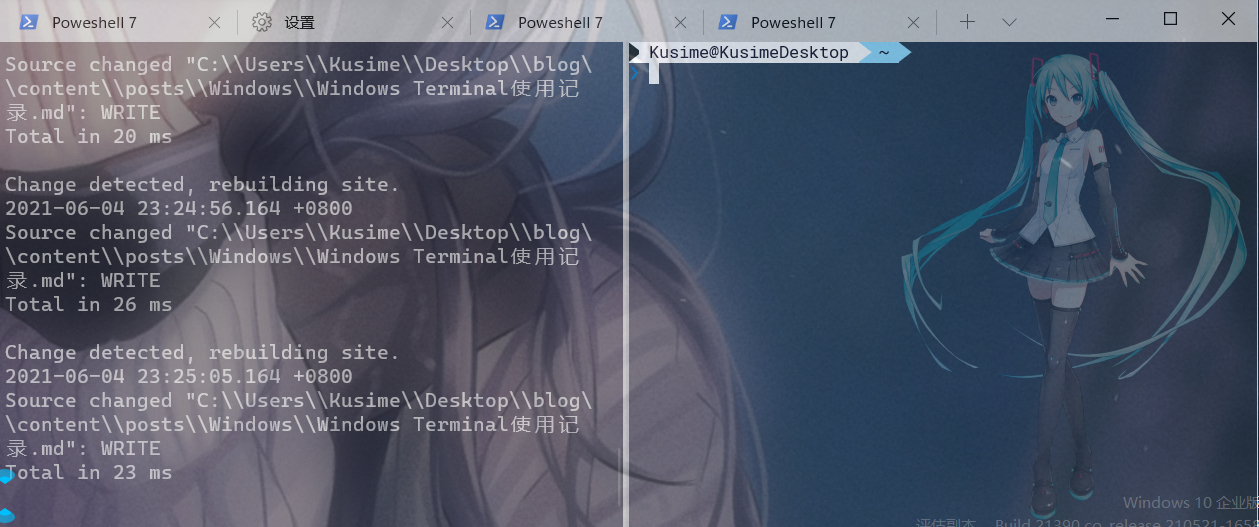 Poweshell 7
设置
Poweshell 7
Poweshell 7
Source changed "C:\\Users\\Kusime\\Desktop\\blog\
\content\\posts\\Windows\\Windows Terminal使用记
录.md": WRITE
Total in 20 ms
Change detected, rebuilding site.
2021-06-04 23:24:56.164 +0800
Source changed "C:\\Users\\Kusime\\Desktop\\blog\
\content\\posts\\Windows\\Windows Terminal使用记
录.md": WRITE
Total in 26 ms
Change detected, rebuilding site.
2021-06-04 23:25:05.164 +0800
Source changed "C:\\Users\\Kusime\\Desktop\\blog\
\content\\posts\\Windows\\Windows Terminal使用记
录.md": WRITE
Total in 23 ms
Kusime@KusimeDesktop ~
Windows 10 企业版
评估副本。 Build 21390.co_release.210521-16